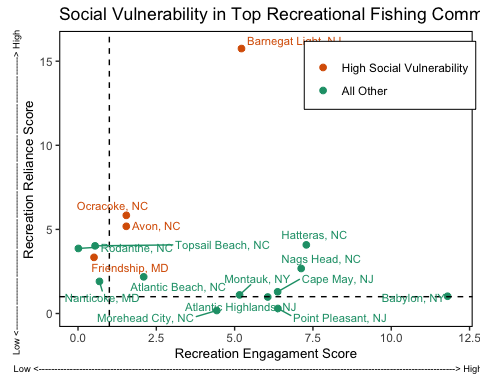 Social Vulnerability in Top Recreational Fishing Comm
Barnegat Light, NJ
High Social Vulnerability
All Other
Ocracoke, NC
Avon, NC
Hatteras, NC
Topsail Beach, NC
Rodanthe, NC
Nags Head, NC
Friendship, MD
Montauk, NY
Cape May, NJ
Atlantic Beach, NC
Nanticoke, MD
Babylon, NY
Atlantic Highlands, NJ
Morehead City, NC
Point Pleasant, NJ
15
10
5
0
0.0
2.5
5.0
7.5
10.0
12.5
Recreation Reliance Score
Low <---> High
Recreation Engagament Score
Low <---> High